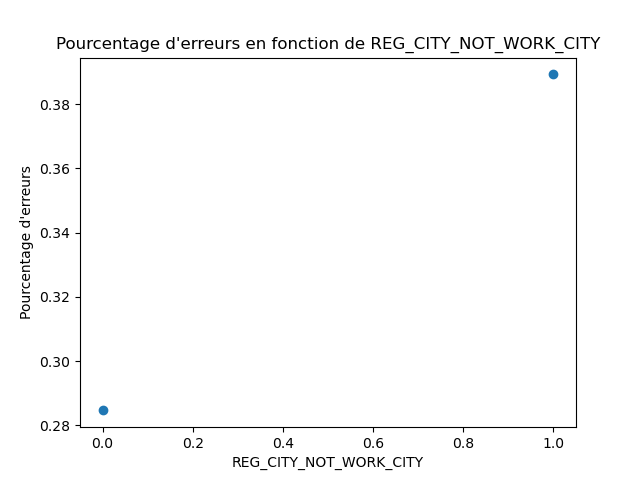 Pourcentage d'erreurs en fonction de REG_CITY_NOT_WORK_CITY
0.38
0.36
0.34
0.32
0.30
0.28
Pourcentage d'erreurs
0.0 0.2 0.4 0.6 0.8 1.0
REG_CITY_NOT_WORK_CITY